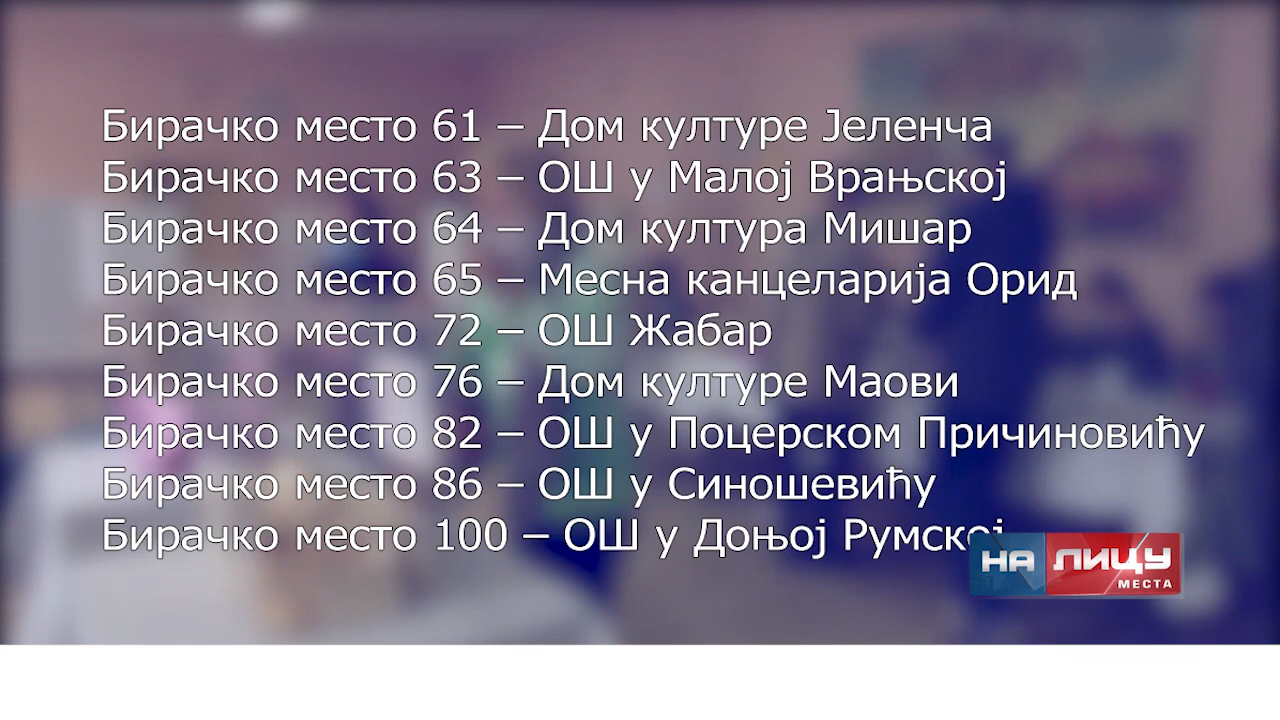 Бирачко место 61 – Дом културе Јеленча
Бирачко место 63 – ОШ у Малој Врањској
Бирачко место 64 – Дом култура Мишар
Бирачко место 65 – Месна канцеларија Орид
Бирачко место 72 – ОШ Жабар
Бирачко место 76 – Дом културе Маови
Бирачко место 82 – ОШ у Поцерском Причиновићу
Бирачко место 86 – ОШ у Синошевићу
Бирачко место 100 – ОШ у Доњој Румској
НА ЛИЦУ
МЕСТА